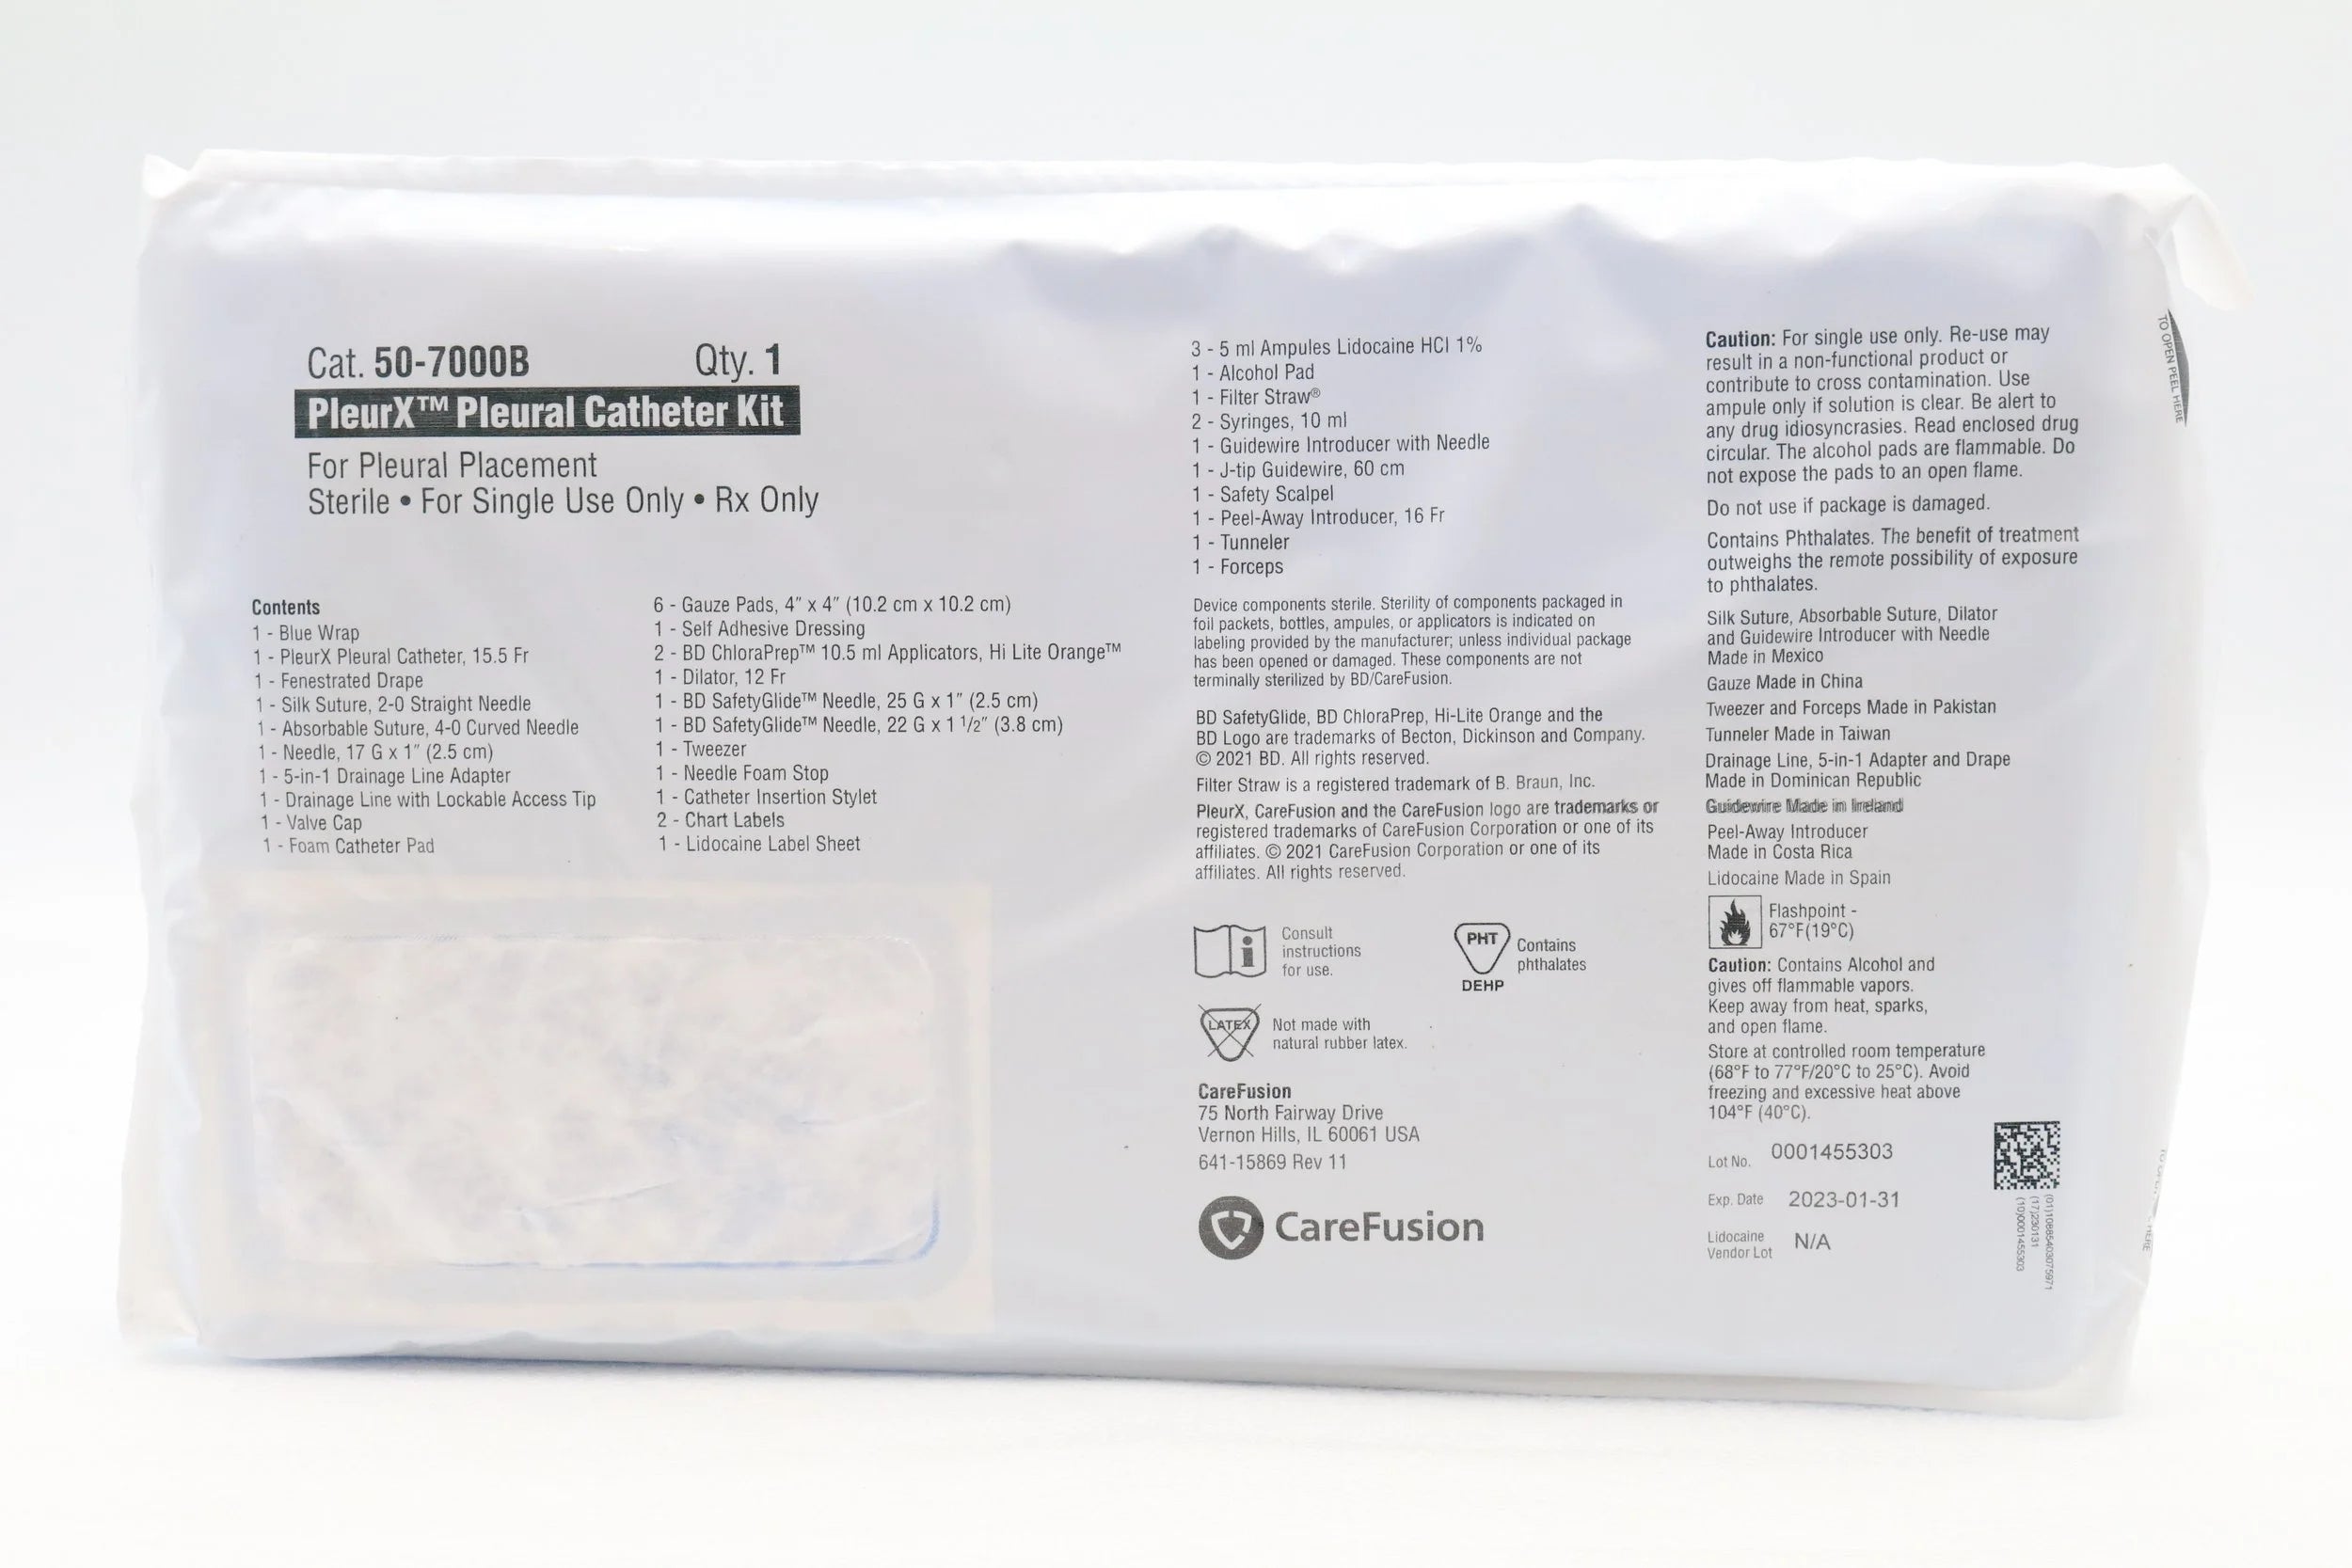 Cat. 50-7000B Qty. 1
PleurX™ Pleural Catheter Kit
For Pleural Placement
Sterile • For Single Use Only • Rx Only
Contents
1 - Blue Wrap
1 - PleurX Pleural Catheter, 15.5 Fr
1 - Fenestrated Drape
1 - Silk Suture, 2-0 Straight Needle
1 - Absorbable Suture, 4-0 Curved Needle
1 - Needle, 17 G x 1" (2.5 cm)
1 - 5-in-1 Drainage Line Adapter
1 - Drainage Line with Lockable Access Tip
1 - Valve Cap
1 - Foam Catheter Pad
6 - Gauze Pads, 4" x 4" (10.2 cm x 10.2 cm)
1 - Self Adhesive Dressing
2 - BD ChloraPrep™ 10.5 ml Applicators, Hi Lite Orange™
1 - Dilator, 12 Fr
1 - BD SafetyGlide™ Needle, 25 G x 1" (2.5 cm)
1 - BD SafetyGlide™ Needle, 22 G x 1 1/2" (3.8 cm)
1 - Tweezer
1 - Needle Foam Stop
1 - Catheter Insertion Stylet
2 - Chart Labels
1 - Lidocaine Label Sheet
3 - 5 ml Ampules Lidocaine HCl 1%
1 - Alcohol Pad
1 - Filter Straw®
2 - Syringes, 10 ml
1 - Guidewire Introducer with Needle
1 - J-tip Guidewire, 60 cm
1 - Safety Scalpel
1 - Peel-Away Introducer, 16 Fr
1 - Tunneler
1 - Forceps
Device components sterile. Sterility of components packaged in
foil packets, bottles, ampules, or applicators is indicated on
labeling provided by the manufacturer; unless individual package
has been opened or damaged. These components are not
terminally sterilized by BD/CareFusion.
BD SafetyGlide, BD ChloraPrep, Hi-Lite Orange and the
BD Logo are trademarks of Becton, Dickinson and Company.
© 2021 BD. All rights reserved.
Filter Straw is a registered trademark of B. Braun, Inc.
PleurX, CareFusion and the CareFusion logo are trademarks or
registered trademarks of CareFusion Corporation or one of its
affiliates. © 2021 CareFusion Corporation or one of its
affiliates. All rights reserved.
Consult
instructions
for use.
PHT
DEHP
Contains
phthalates
LATEX
Not made with
natural rubber latex.
CareFusion
75 North Fairway Drive
Vernon Hills, IL 60061 USA
641-15869 Rev 11
CareFusion
Caution: For single use only. Re-use may
result in a non-functional product or
contribute to cross contamination. Use
ampule only if solution is clear. Be alert to
any drug idiosyncrasies. Read enclosed drug
circular. The alcohol pads are flammable. Do
not expose the pads to an open flame.
Do not use if package is damaged.
Contains Phthalates. The benefit of treatment
outweighs the remote possibility of exposure
to phthalates.
Silk Suture, Absorbable Suture, Dilator
and Guidewire Introducer with Needle
Made in Mexico
Gauze Made in China
Tweezer and Forceps Made in Pakistan
Tunneler Made in Taiwan
Drainage Line, 5-in-1 Adapter and Drape
Made in Dominican Republic
Guidewire Made in Ireland
Peel-Away Introducer
Made in Costa Rica
Lidocaine Made in Spain
Flashpoint -
67°F(19°C)
Caution: Contains Alcohol and
gives off flammable vapors.
Keep away from heat, sparks,
and open flame.
Store at controlled room temperature
(68°F to 77°F/20°C to 25°C). Avoid
freezing and excessive heat above
104°F (40°C).
Lot No. 0001455303
Exp. Date 2023-01-31
Lidocaine
Vendor Lot N/A
(01)10885403075971
(17)230131
(10)0001455303
TO OPEN PEEL HERE